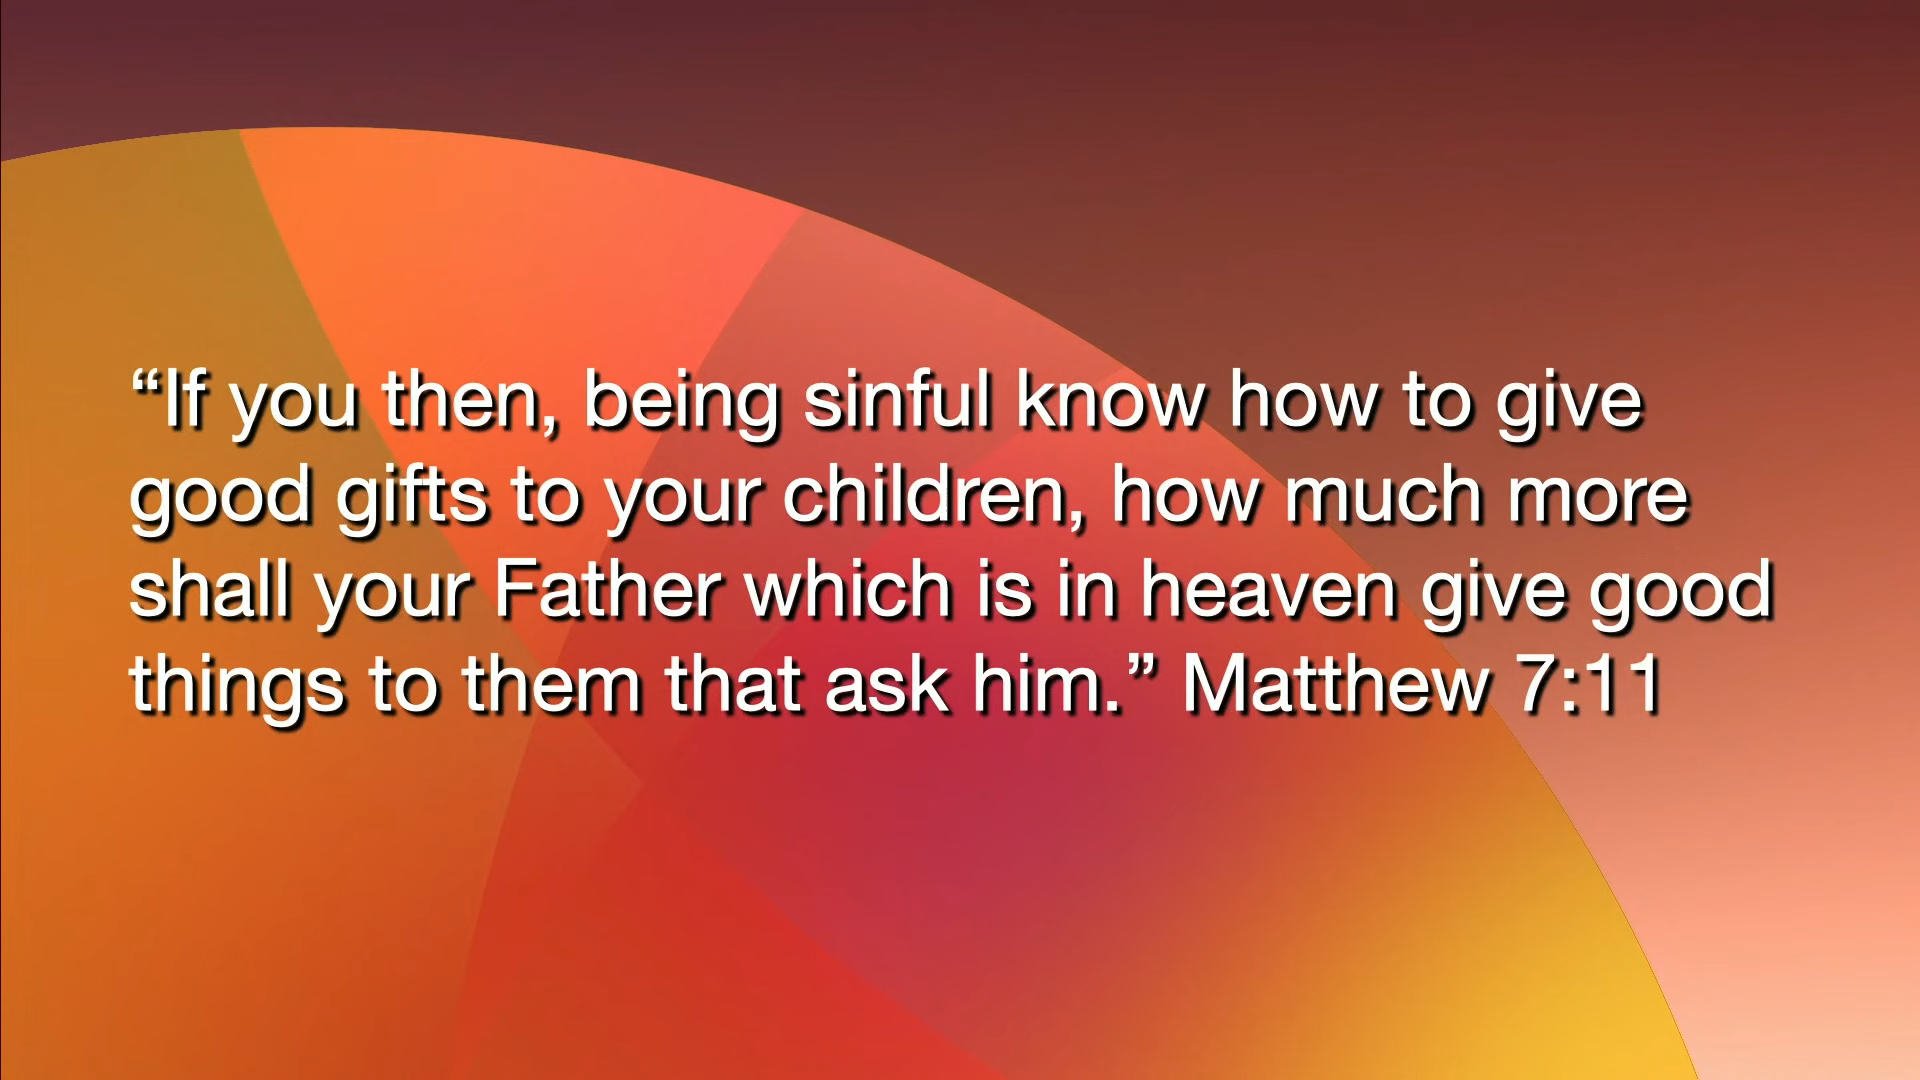 “If you then, being sinful know how to give
good gifts to your children, how much more
shall your Father which is in heaven give good
things to them that ask him.” Matthew 7:11